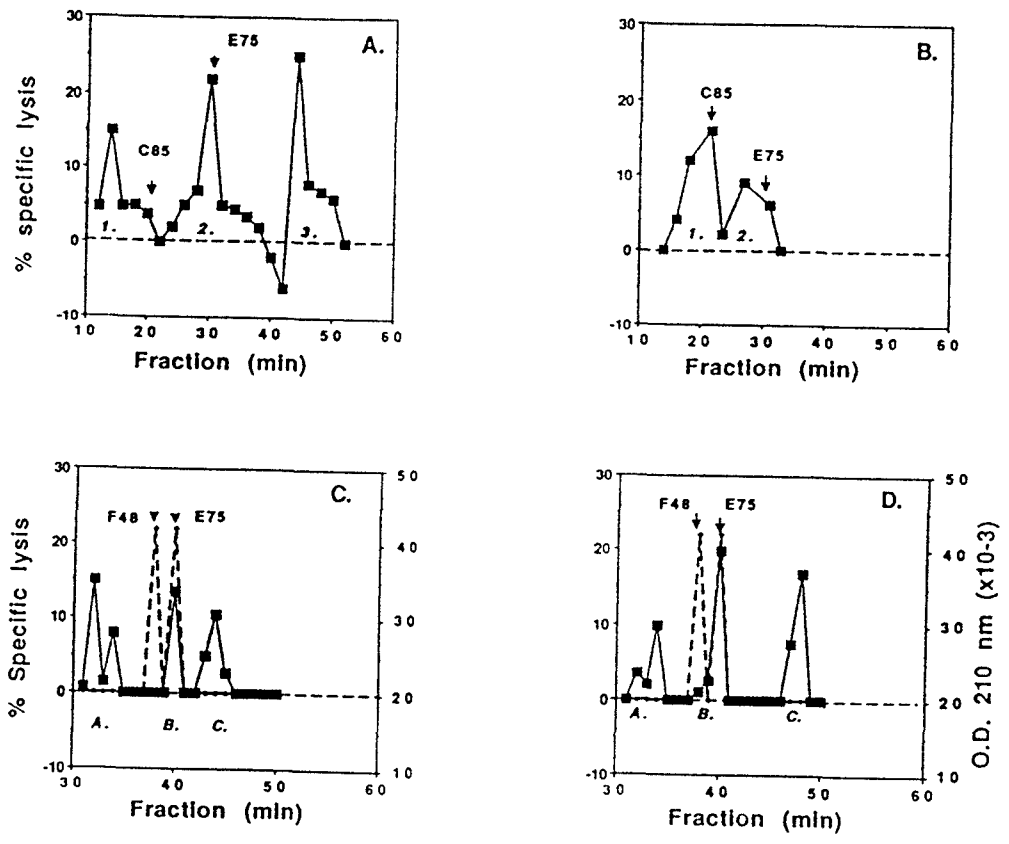 A.
30
20
10
0
-10
% specific lysis
E75
C85
1. 2. 3.
10 20 30 40 50 60
Fraction (min)
B.
30
20
10
0
-10
C85
E75
1. 2.
10 20 30 40 50 60
Fraction (min)
C.
30
20
10
0
-10
% Specific lysis
F48 E75
50
40
30
20
10
A. B. C.
30 40 50 60
Fraction (min)
D.
30
20
10
0
-10
F48 E75
50
40
30
20
10
O.D. 210 nm (x10-3)
A. B. C.
30 40 50 60
Fraction (min)